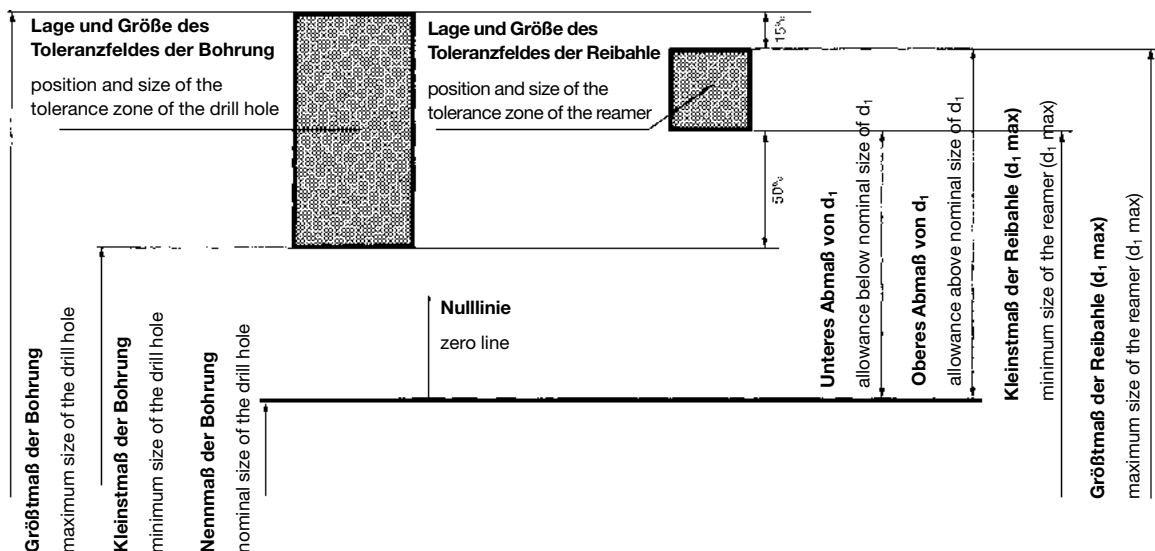 Lage und Größe des
Toleranzfeldes der Bohrung
position and size of the
tolerance zone of the drill hole
Lage und Größe des
Toleranzfeldes der Reibahle
position and size of the
tolerance zone of the reamer
15%
50%
Nulllinie
zero line
Größtmaß der Bohrung
maximum size of the drill hole
Kleinstmaß der Bohrung
minimum size of the drill hole
Nennmaß der Bohrung
nominal size of the drill hole
Unteres Abmaß von d₁
allowance below nominal size of d₁
Oberes Abmaß von d₁
allowance above nominal size of d₁
Kleinstmaß der Reibahle (d₁ max)
minimum size of the reamer (d₁ max)
Größtmaß der Reibahle (d₁ max)
maximum size of the reamer (d₁ max)